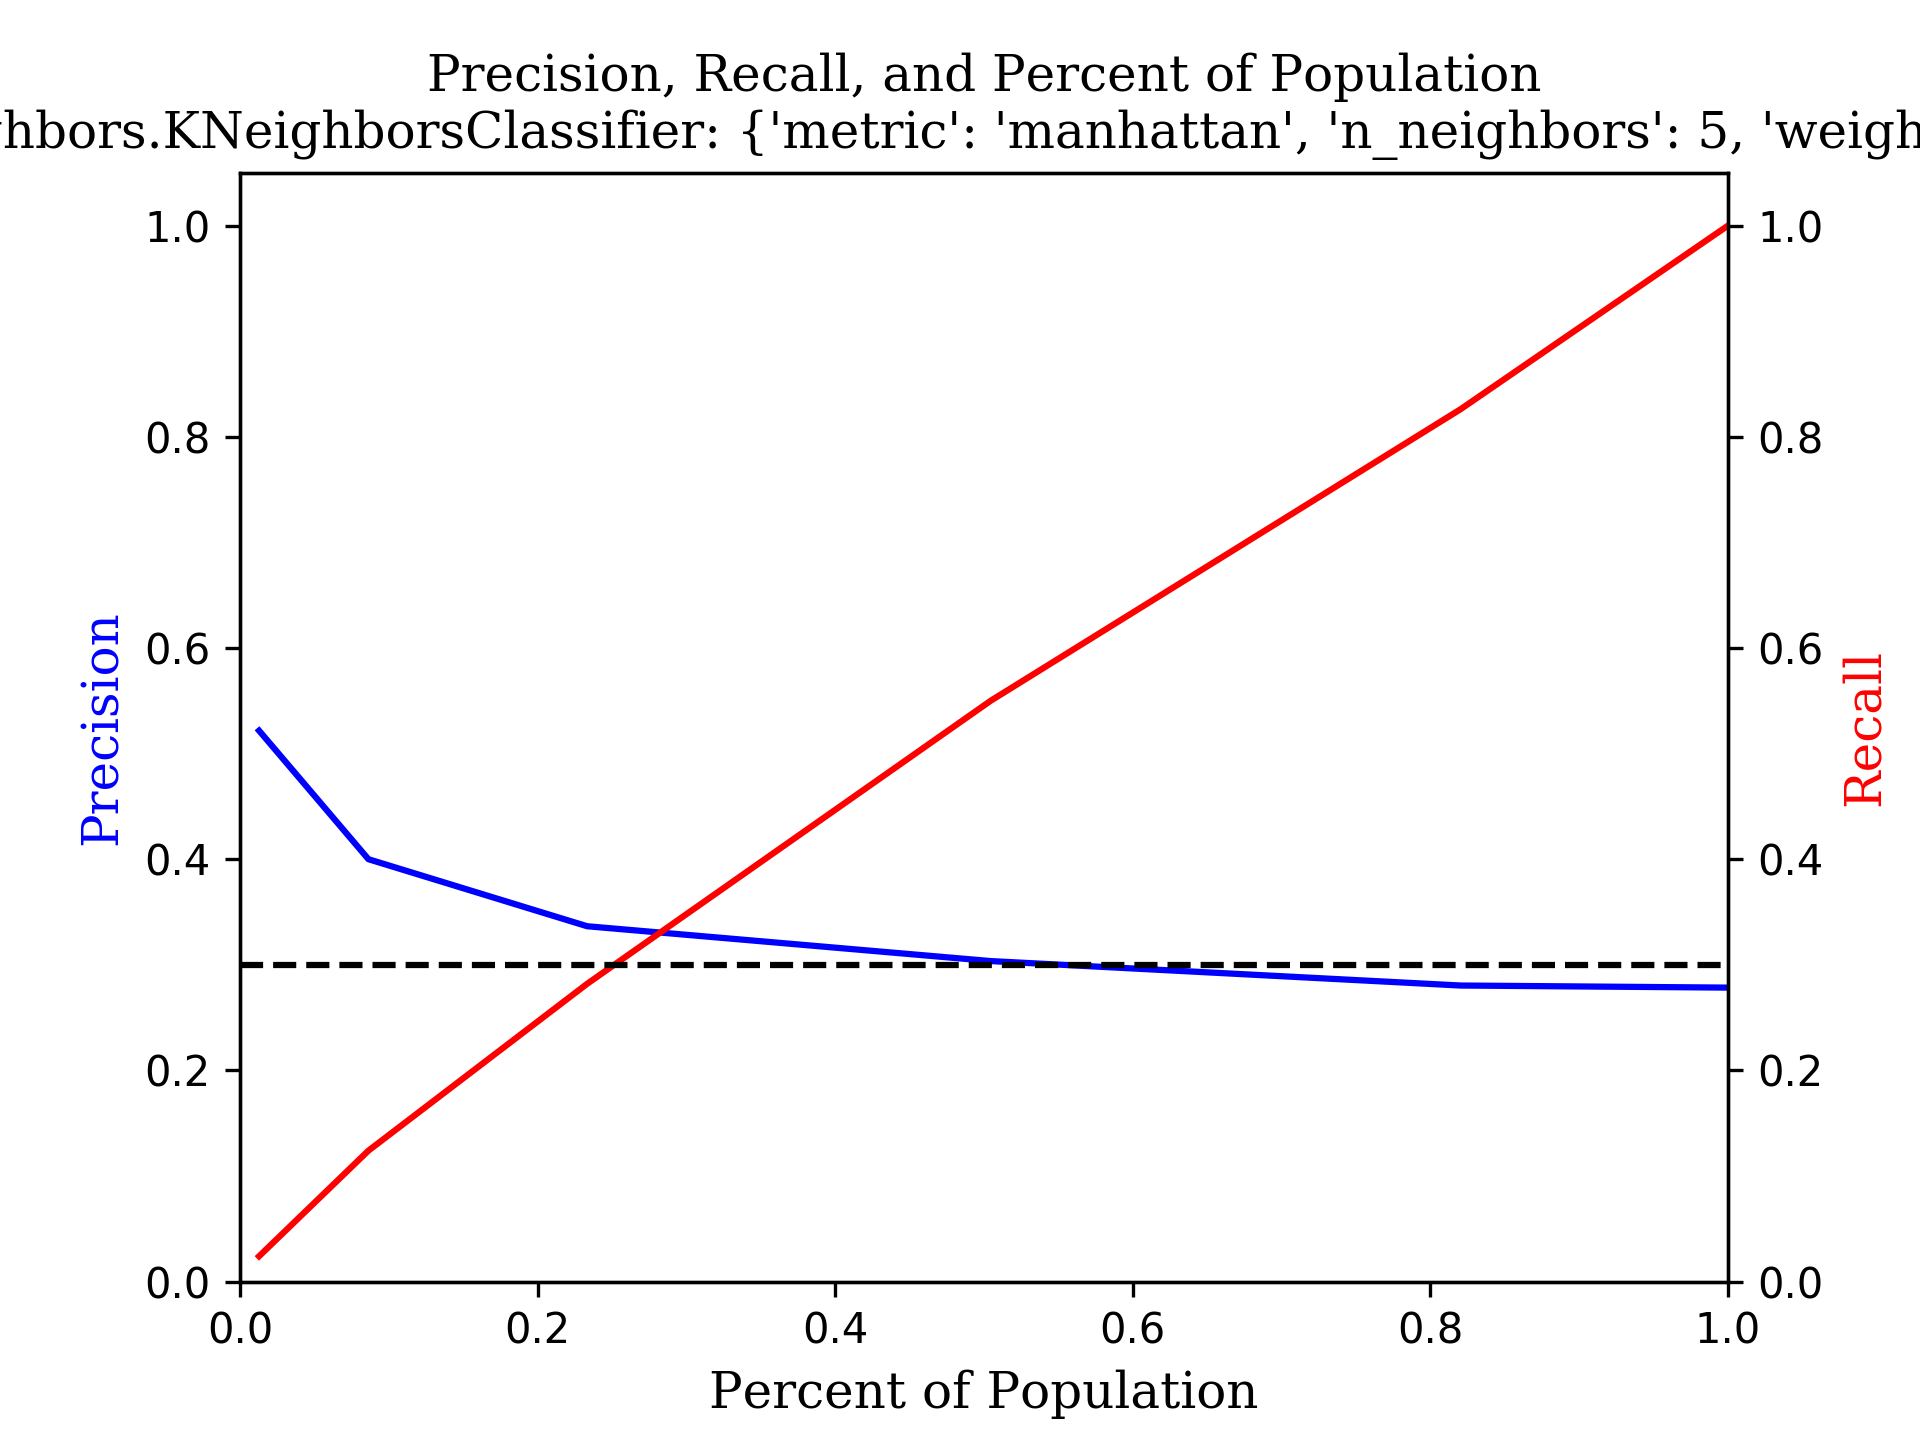 Precision, Recall, and Percent of Population
hbors.KNeighborsClassifier: {'metric': 'manhattan', 'n_neighbors': 5, 'weigh
1.0
0.8
0.6
0.4
0.2
0.0
Precision
1.0
0.8
0.6
0.4
0.2
0.0
Recall
0.0 0.2 0.4 0.6 0.8 1.0
Percent of Population